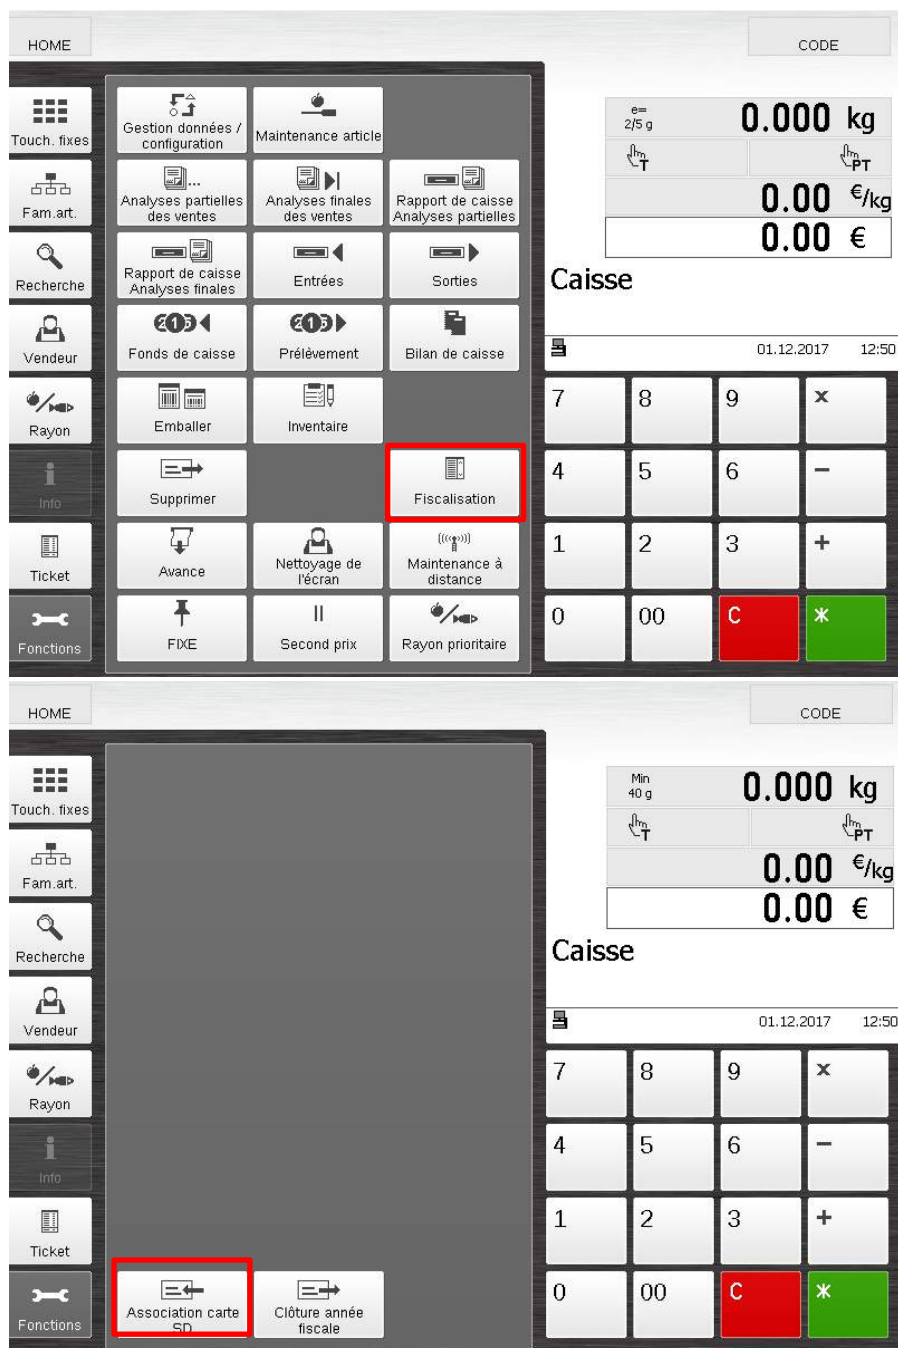 HOME
CODE
Touch. fixes
Fam.art.
Recherche
Vendeur
Rayon
Info
Ticket
Fonctions
Gestion données /
configuration
Maintenance article
Analyses partielles
des ventes
Analyses finales
des ventes
Rapport de caisse
Analyses partielles
Rapport de caisse
Analyses finales
Entrées
Sorties
Fonds de caisse
Prélèvement
Bilan de caisse
Emballer
Inventaire
Supprimer
Fiscalisation
Avance
Nettoyage de
l'écran
Maintenance à
distance
FIXE
Second prix
Rayon prioritaire
e=
2/5 g
0.000 kg
T
PT
0.00 €/kg
0.00 €
Caisse
01.12.2017 12:50
7 8 9 x
4 5 6 −
1 2 3 +
0 00 C *
HOME
CODE
Touch. fixes
Fam.art.
Recherche
Vendeur
Rayon
Info
Ticket
Fonctions
Association carte
SD
Clôture année
fiscale
Min
40 g
0.000 kg
T
PT
0.00 €/kg
0.00 €
Caisse
01.12.2017 12:50
7 8 9 x
4 5 6 −
1 2 3 +
0 00 C *